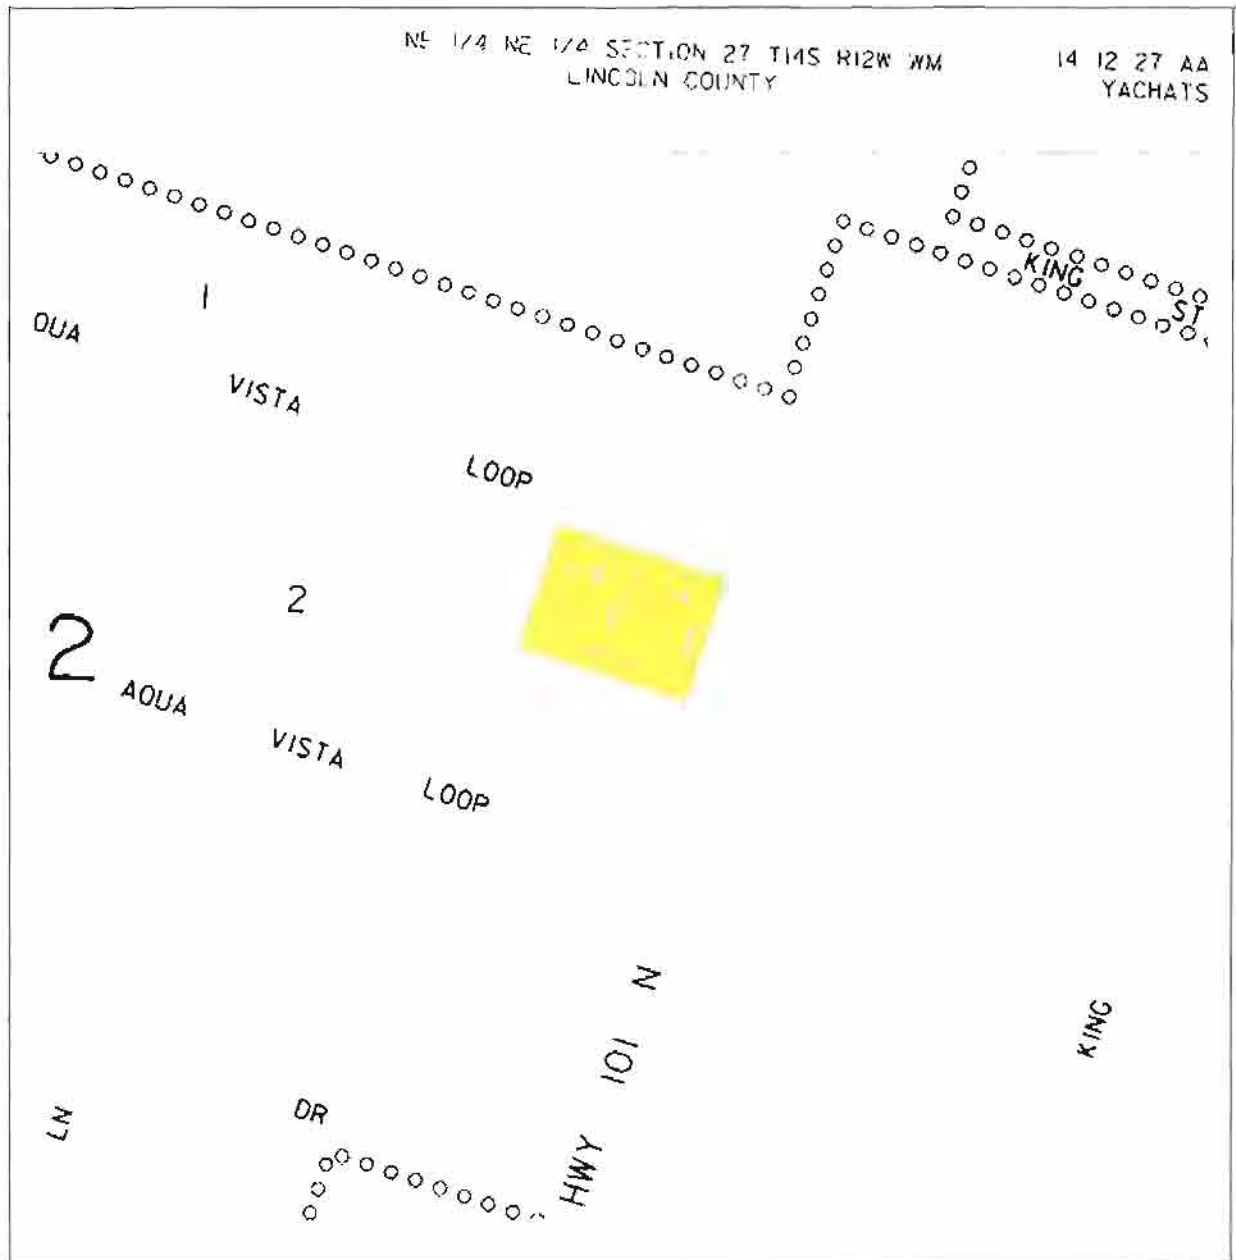 NE 1/4 NE 1/4 SECTION 27 T14S R12W WM
LINCOLN COUNTY
14 12 27 AA
YACHATS
KING
ST
1
QUA
VISTA
LOOP
2
2
AQUA
VISTA
LOOP
N
101
HWY
KING
DR
LN